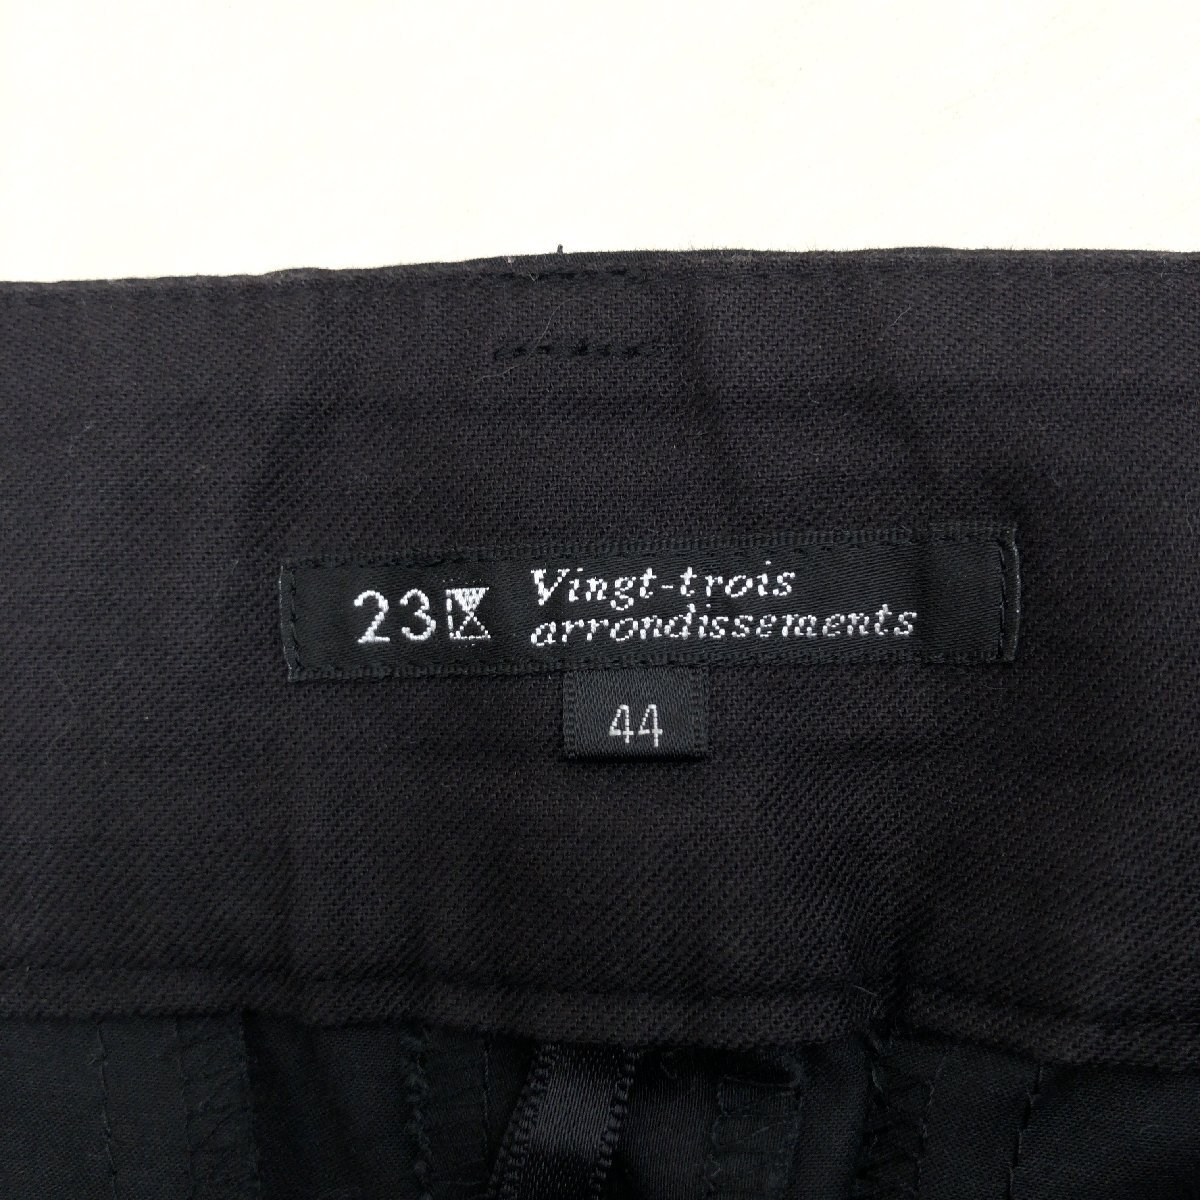 23区
Vingt-trois
arrondissements
44